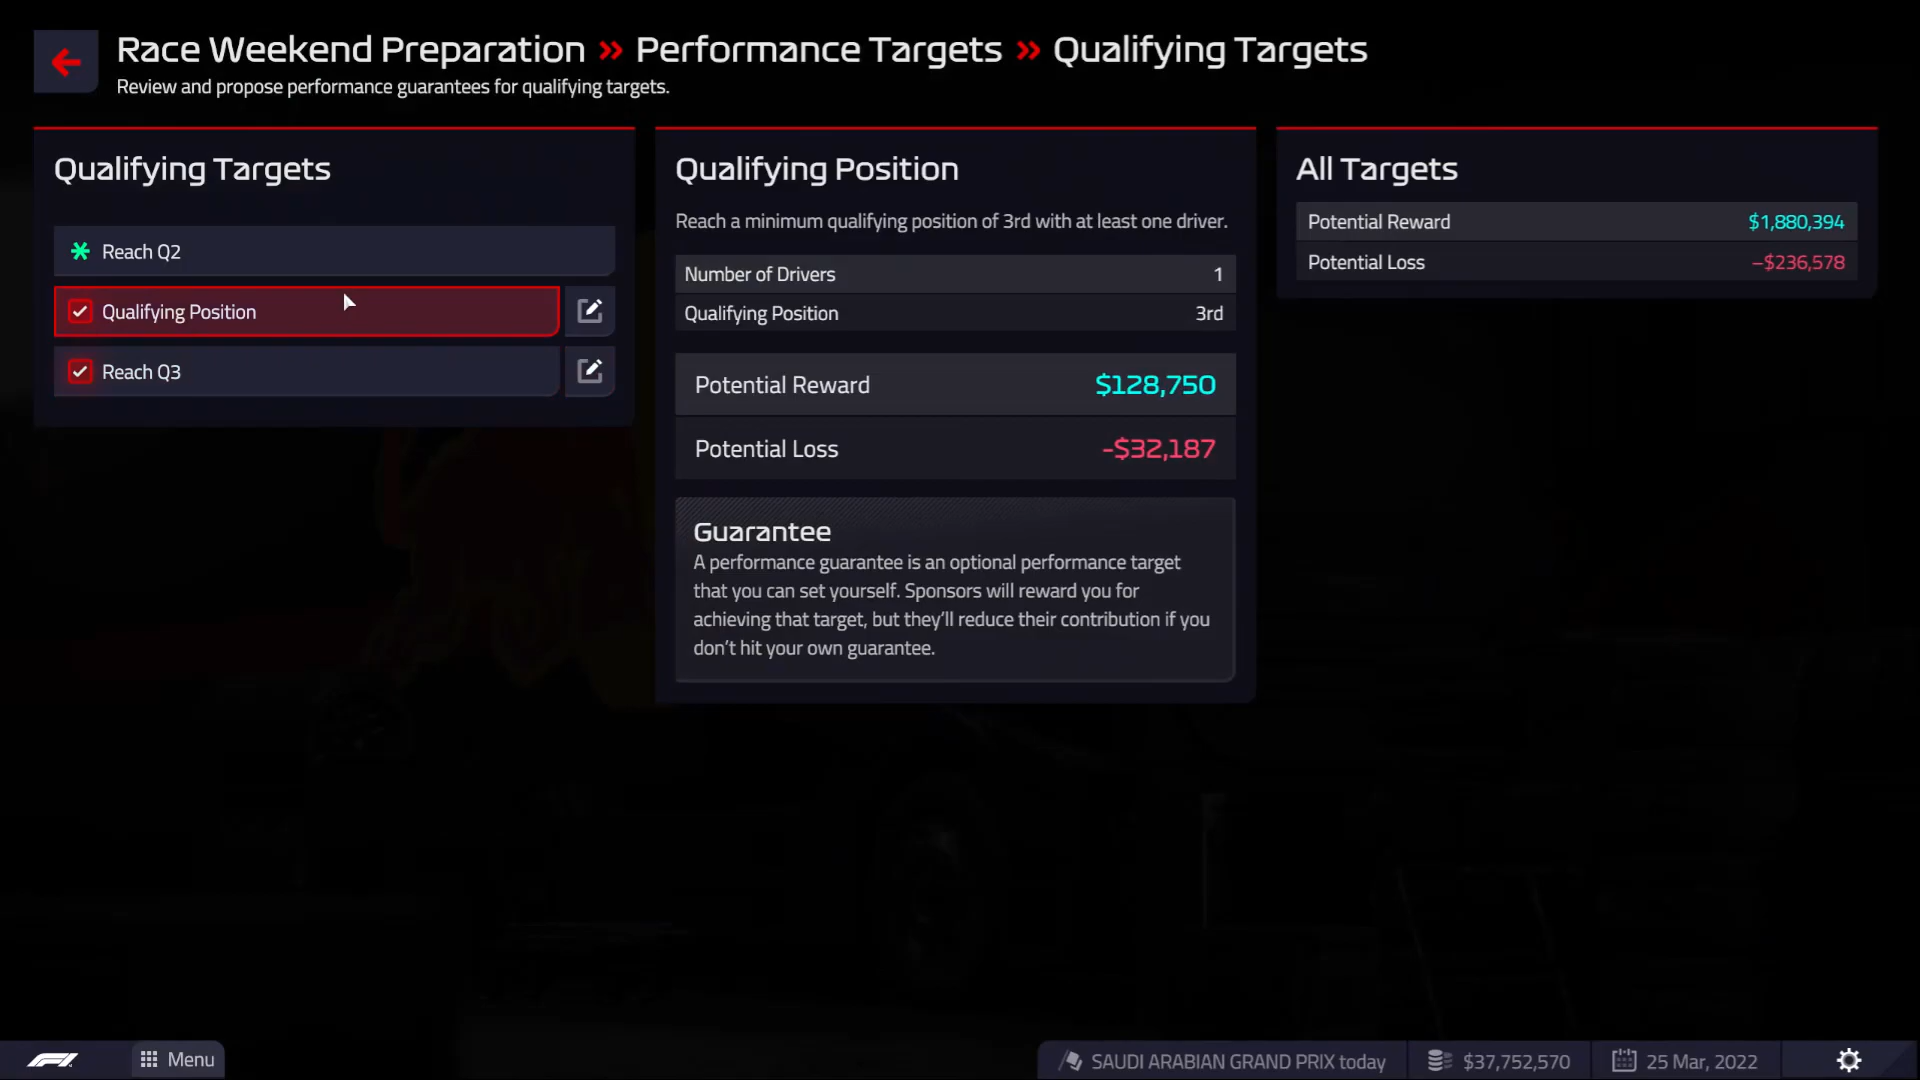 Race Weekend Preparation » Performance Targets » Qualifying Targets
Review and propose performance guarantees for qualifying targets.
Qualifying Targets
Reach Q2
Qualifying Position
Reach Q3
Qualifying Position
Reach a minimum qualifying position of 3rd with at least one driver.
Number of Drivers 1
Qualifying Position 3rd
Potential Reward $128,750
Potential Loss -$32,187
Guarantee
A performance guarantee is an optional performance target
that you can set yourself. Sponsors will reward you for
achieving that target, but they'll reduce their contribution if you
don't hit your own guarantee.
All Targets
Potential Reward $1,880,394
Potential Loss –$236,578
F1 Menu SAUDI ARABIAN GRAND PRIX today $37,752,570 25 Mar, 2022